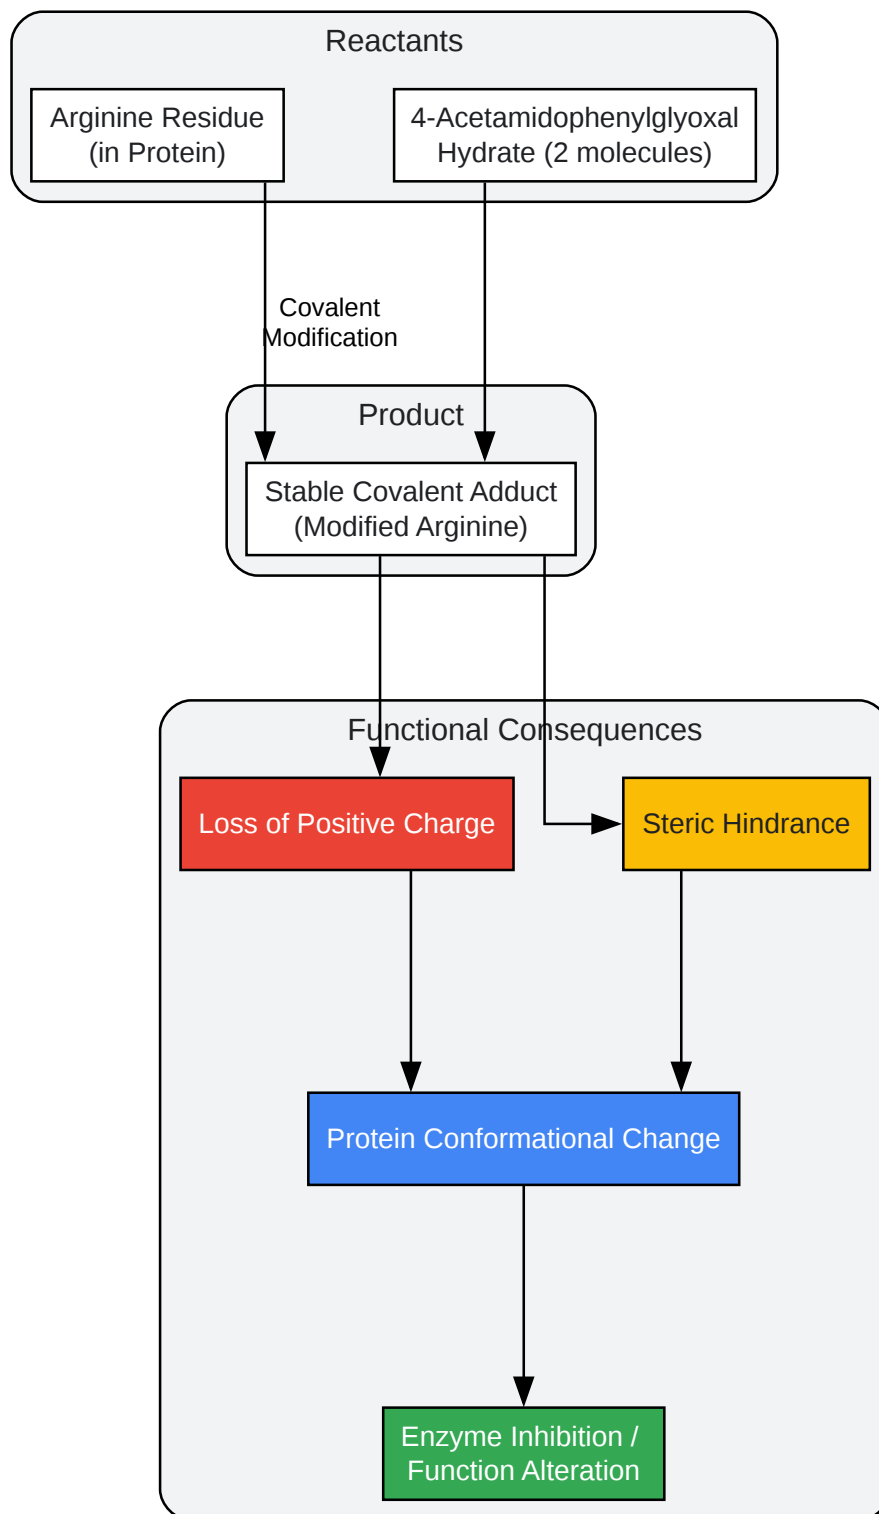 Reactants
Arginine Residue
(in Protein)
4-Acetamidophenylglyoxal
Hydrate (2 molecules)
Covalent
Modification
Product
Stable Covalent Adduct
(Modified Arginine)
Functional Consequences
Loss of Positive Charge
Steric Hindrance
Protein Conformational Change
Enzyme Inhibition /
Function Alteration